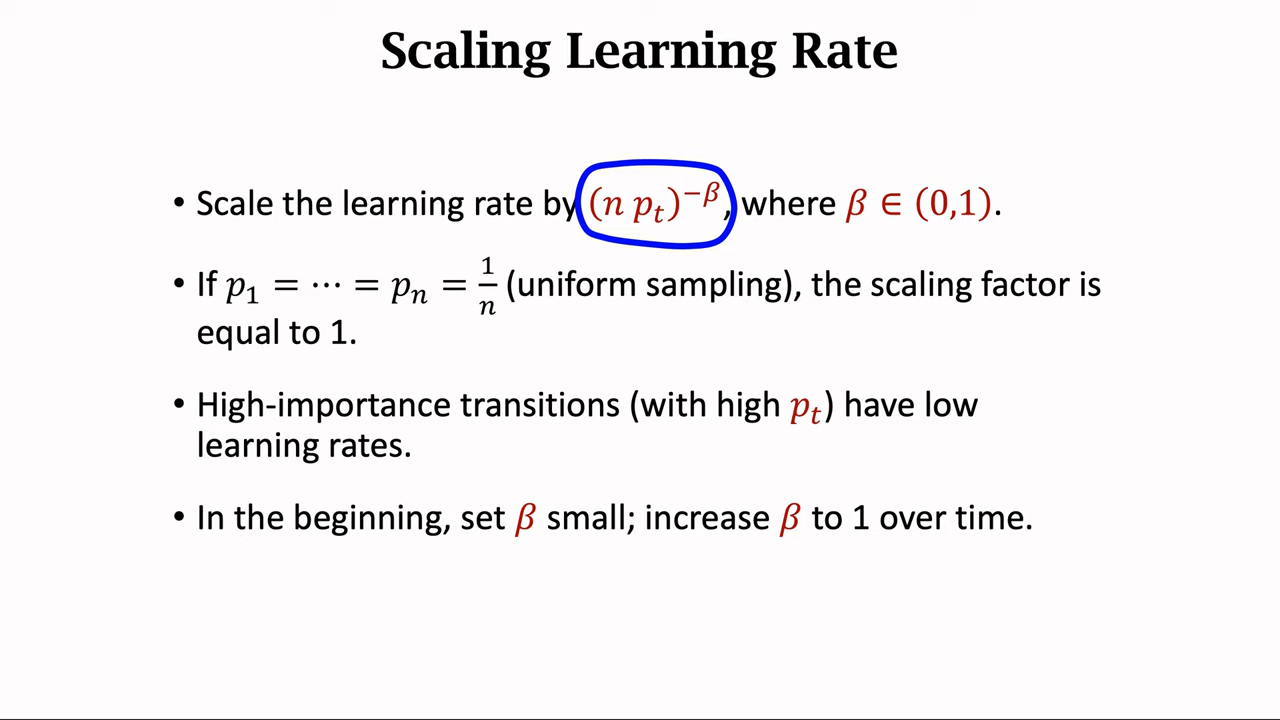 Scaling Learning Rate
• Scale the learning rate by (n pₜ)^−β, where β ∈ (0,1).
• If p₁ = ⋯ = pₙ = 1/n (uniform sampling), the scaling factor is
equal to 1.
• High-importance transitions (with high pₜ) have low
learning rates.
• In the beginning, set β small; increase β to 1 over time.